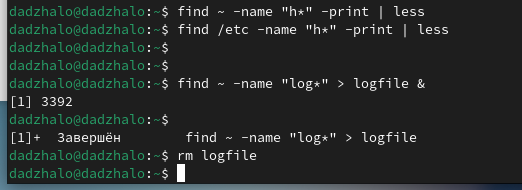 dadzhalo@dadzhalo:~$ find ~ -name "h*" -print | less
dadzhalo@dadzhalo:~$ find /etc -name "h*" -print | less
dadzhalo@dadzhalo:~$
dadzhalo@dadzhalo:~$
dadzhalo@dadzhalo:~$ find ~ -name "log*" > logfile &
[1] 3392
dadzhalo@dadzhalo:~$
[1]+  Завершён        find ~ -name "log*" > logfile
dadzhalo@dadzhalo:~$ rm logfile
dadzhalo@dadzhalo:~$